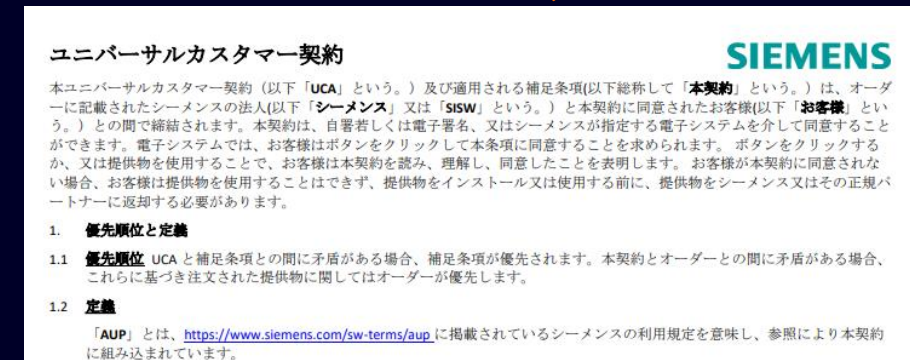 ユニバーサルカスタマー契約
SIEMENS
本ユニバーサルカスタマー契約（以下「UCA」という。）及び適用される補足条項(以下総称して「本契約」という。）は、オーダ
ーに記載されたシーメンスの法人(以下「シーメンス」又は「SISW」という。）と本契約に同意されたお客様(以下「お客様」とい
う。）との間で締結されます。本契約は、自署若しくは電子署名、又はシーメンスが指定する電子システムを介して同意すること
ができます。電子システムでは、お客様はボタンをクリックして本条項に同意することを求められます。 ボタンをクリックする
か、又は提供物を使用することで、お客様は本契約を読み、理解し、同意したことを表明します。 お客様が本契約に同意されな
い場合、お客様は提供物を使用することはできず、提供物をインストール又は使用する前に、提供物をシーメンス又はその正規パ
ートナーに返却する必要があります。
1. 優先順位と定義
1.1 優先順位 UCA と補足条項との間に矛盾がある場合、補足条項が優先されます。本契約とオーダーとの間に矛盾がある場合、
これらに基づき注文された提供物に関してはオーダーが優先します。
1.2 定義
「AUP」とは、https://www.siemens.com/sw-terms/aup に掲載されているシーメンスの利用規定を意味し、参照により本契約
に組み込まれています。